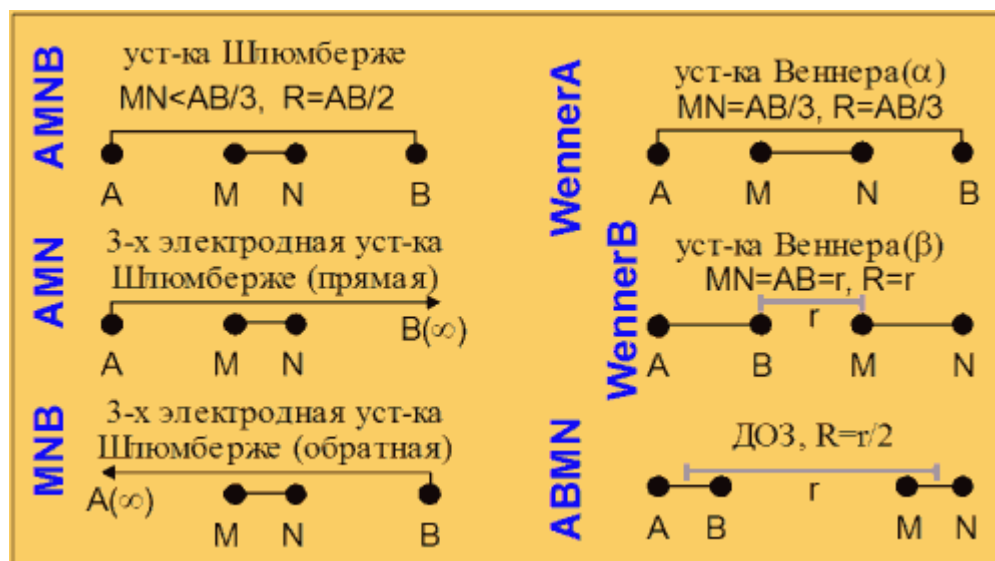 AMNB
уст-ка Шлюмберже
MN<AB/3, R=AB/2
A M N B
AMN
3-х электродная уст-ка
Шлюмберже (прямая)
B(∞)
A M N
MNB
3-х электродная уст-ка
Шлюмберже (обратная)
A(∞)
M N B
WennerA
уст-ка Веннера(α)
MN=AB/3, R=AB/3
A M N B
WennerB
уст-ка Веннера(β)
MN=AB=r, R=r
r
A B M N
ABMN
ДОЗ, R=r/2
r
A B M N